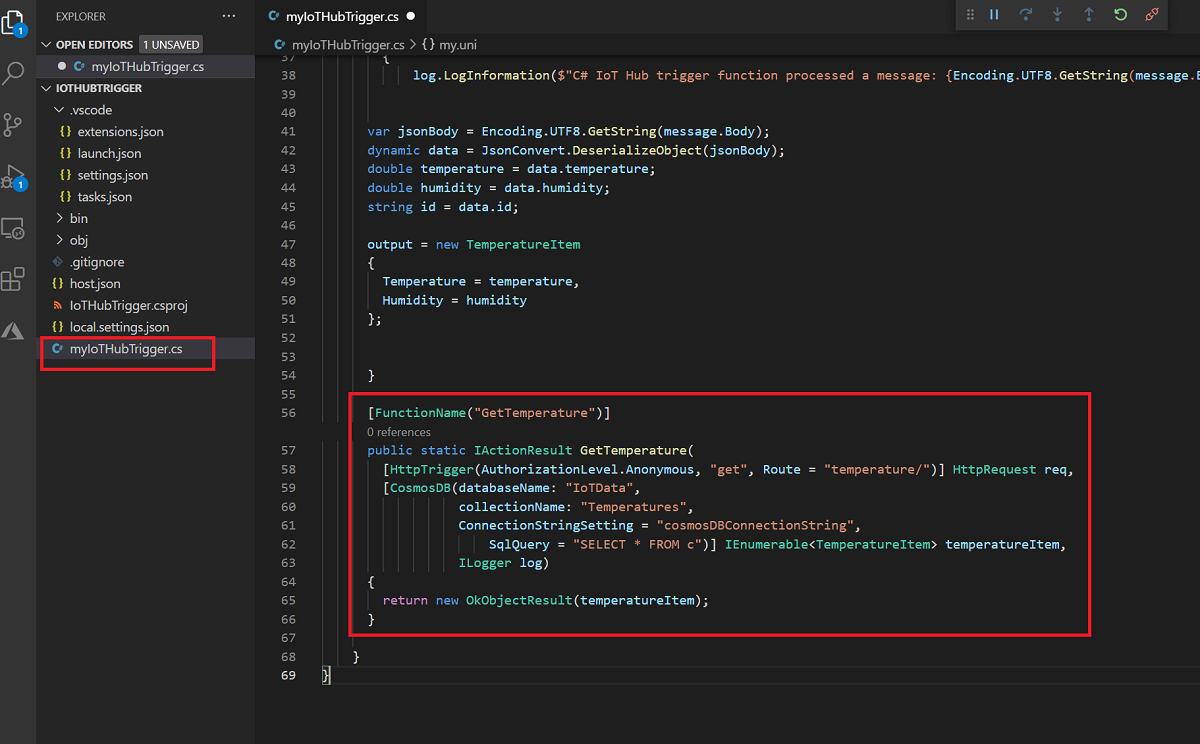 EXPLORER
···
OPEN EDITORS 1 UNSAVED
myIoTHubTrigger.cs
IOTHUBTRIGGER
.vscode
{} extensions.json
{} launch.json
{} settings.json
{} tasks.json
bin
obj
.gitignore
{} host.json
IoTHubTrigger.csproj
{} local.settings.json
myIoTHubTrigger.cs
1
1
myIoTHubTrigger.cs
myIoTHubTrigger.cs > {} my.uni
37 {
38 log.LogInformation($"C# IoT Hub trigger function processed a message: {Encoding.UTF8.GetString(message.B
39
40
41 var jsonBody = Encoding.UTF8.GetString(message.Body);
42 dynamic data = JsonConvert.DeserializeObject(jsonBody);
43 double temperature = data.temperature;
44 double humidity = data.humidity;
45 string id = data.id;
46
47 output = new TemperatureItem
48 {
49 Temperature = temperature,
50 Humidity = humidity
51 };
52
53
54 }
55
56 [FunctionName("GetTemperature")]
0 references
57 public static IActionResult GetTemperature(
58 [HttpTrigger(AuthorizationLevel.Anonymous, "get", Route = "temperature/")] HttpRequest req,
59 [CosmosDB(databaseName: "IoTData",
60 collectionName: "Temperatures",
61 ConnectionStringSetting = "cosmosDBConnectionString",
62 SqlQuery = "SELECT * FROM c")] IEnumerable<TemperatureItem> temperatureItem,
63 ILogger log)
64 {
65 return new OkObjectResult(temperatureItem);
66 }
67
68 }
69 }